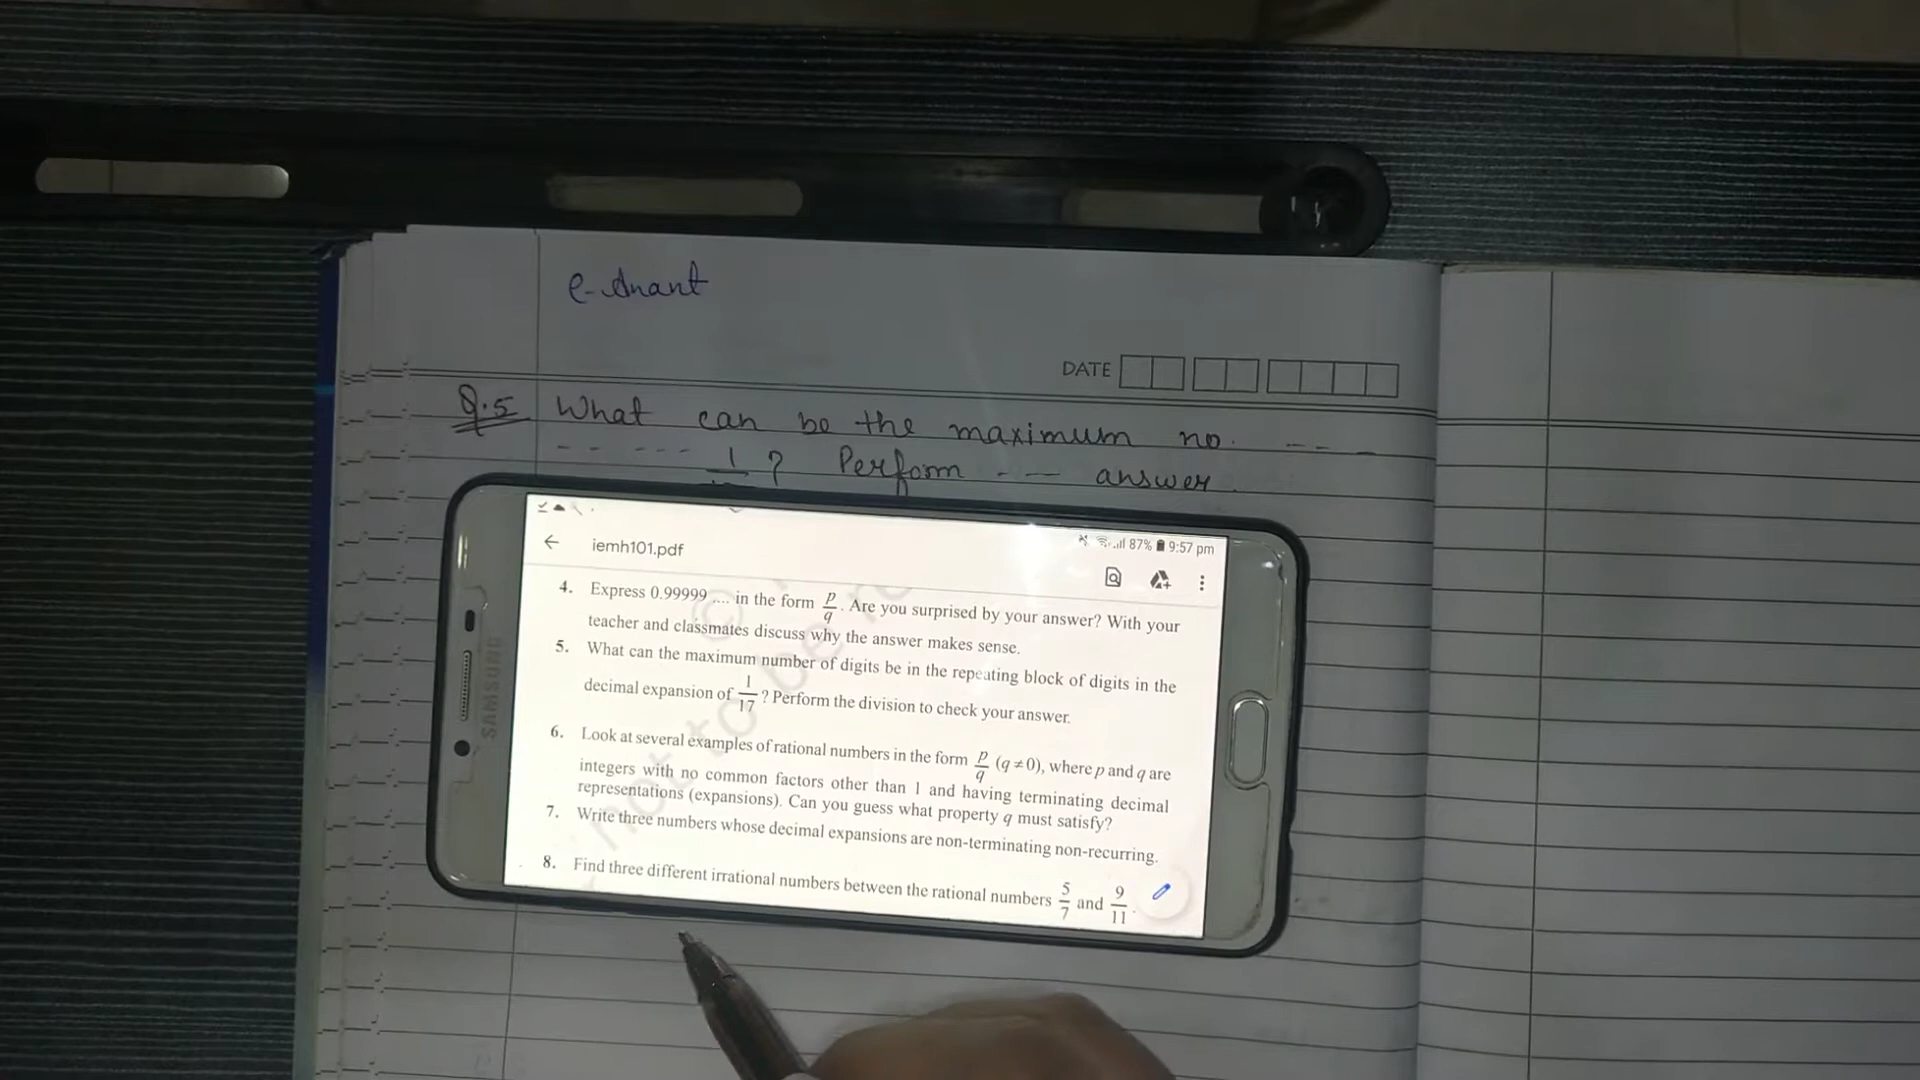 e-Anant
DATE
Q.5 What can be the maximum no. -- -
- - - - - - 1 ? Perform - - - answer.
SAMSUNG
87% 9:57 pm
iemh101.pdf
4. Express 0.99999 .... in the form p/q. Are you surprised by your answer? With your
teacher and classmates discuss why the answer makes sense.
5. What can the maximum number of digits be in the repeating block of digits in the
decimal expansion of 1/17? Perform the division to check your answer.
6. Look at several examples of rational numbers in the form p/q (q ≠ 0), where p and q are
integers with no common factors other than 1 and having terminating decimal
representations (expansions). Can you guess what property q must satisfy?
7. Write three numbers whose decimal expansions are non-terminating non-recurring.
8. Find three different irrational numbers between the rational numbers 5/7 and 9/11.